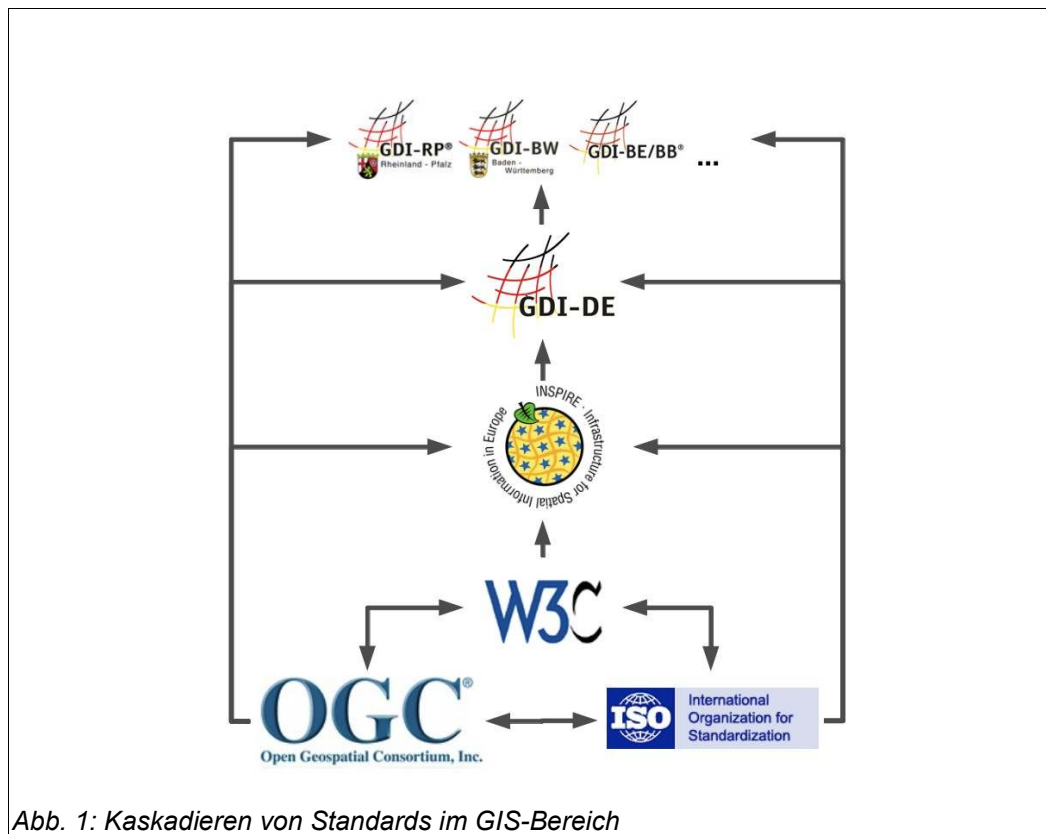 GDI-RP®
Rheinland - Pfalz
GDI-BW
Baden -
Württemberg
GDI-BE/BB®
...
GDI-DE
INSPIRE · Infrastructure for Spatial Information in Europe
W3C
OGC®
Open Geospatial Consortium, Inc.
ISO
International
Organization for
Standardization
Abb. 1: Kaskadieren von Standards im GIS-Bereich